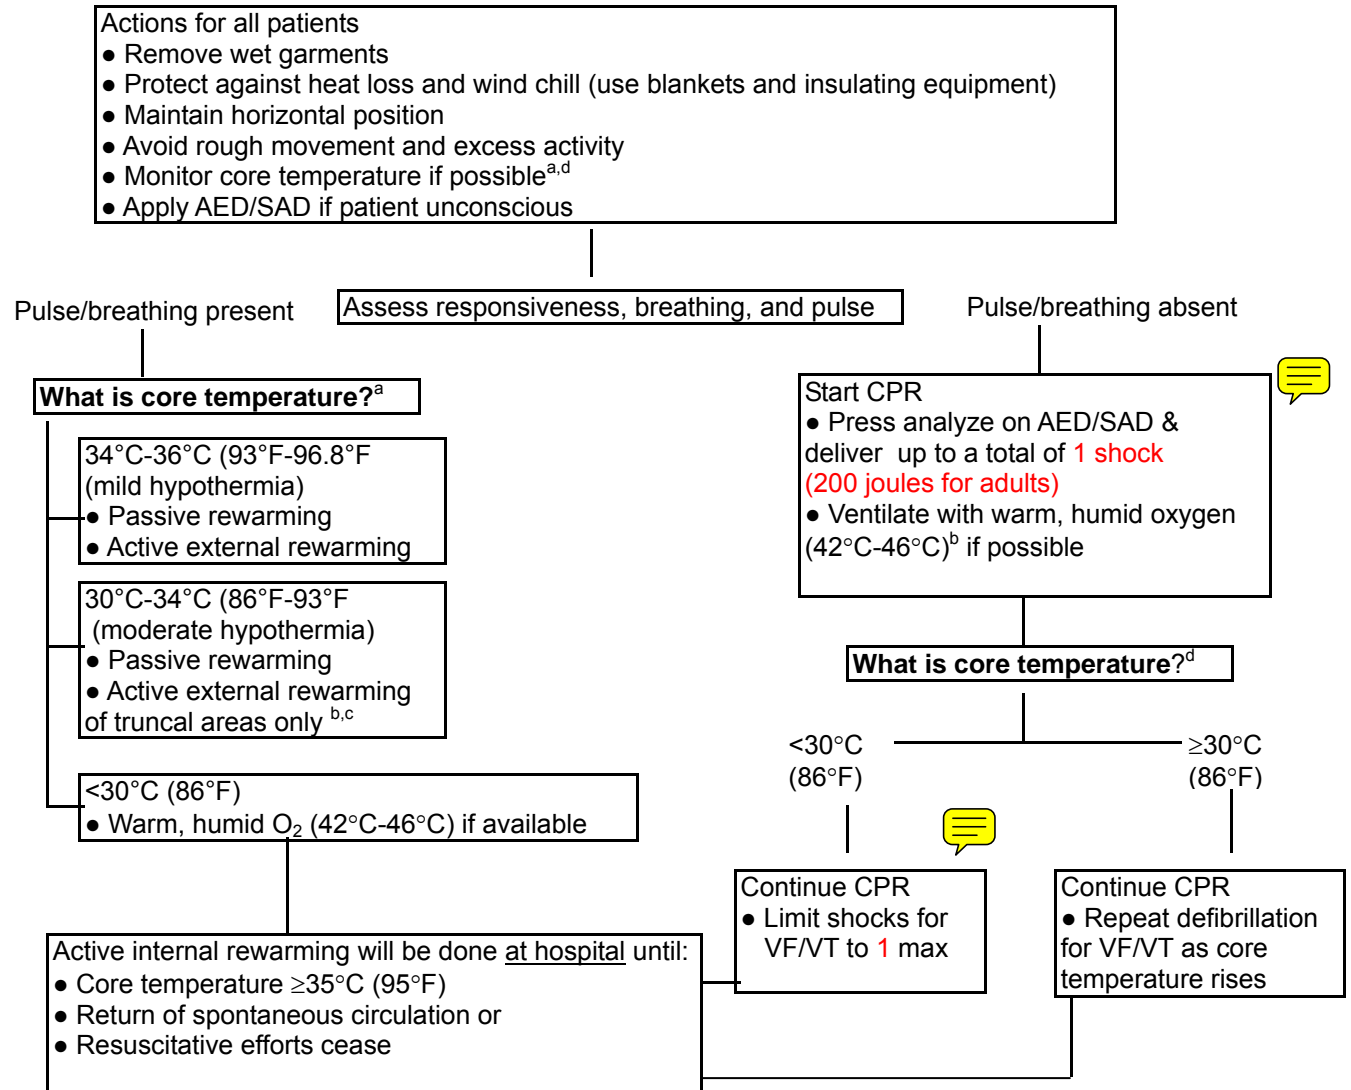 Actions for all patients
● Remove wet garments
● Protect against heat loss and wind chill (use blankets and insulating equipment)
● Maintain horizontal position
● Avoid rough movement and excess activity
● Monitor core temperature if possible^a,d
● Apply AED/SAD if patient unconscious
Pulse/breathing present
Assess responsiveness, breathing, and pulse
Pulse/breathing absent
What is core temperature?^a
34°C-36°C (93°F-96.8°F
(mild hypothermia)
● Passive rewarming
● Active external rewarming
30°C-34°C (86°F-93°F
(moderate hypothermia)
● Passive rewarming
● Active external rewarming
of truncal areas only ^b,c
<30°C (86°F)
● Warm, humid O₂ (42°C-46°C) if available
Start CPR
● Press analyze on AED/SAD &
deliver up to a total of 1 shock
(200 joules for adults)
● Ventilate with warm, humid oxygen
(42°C-46°C)^b if possible
What is core temperature?^d
<30°C
(86°F)
≥30°C
(86°F)
Continue CPR
● Limit shocks for
VF/VT to 1 max
Continue CPR
● Repeat defibrillation
for VF/VT as core
temperature rises
Active internal rewarming will be done at hospital until:
● Core temperature ≥35°C (95°F)
● Return of spontaneous circulation or
● Resuscitative efforts cease